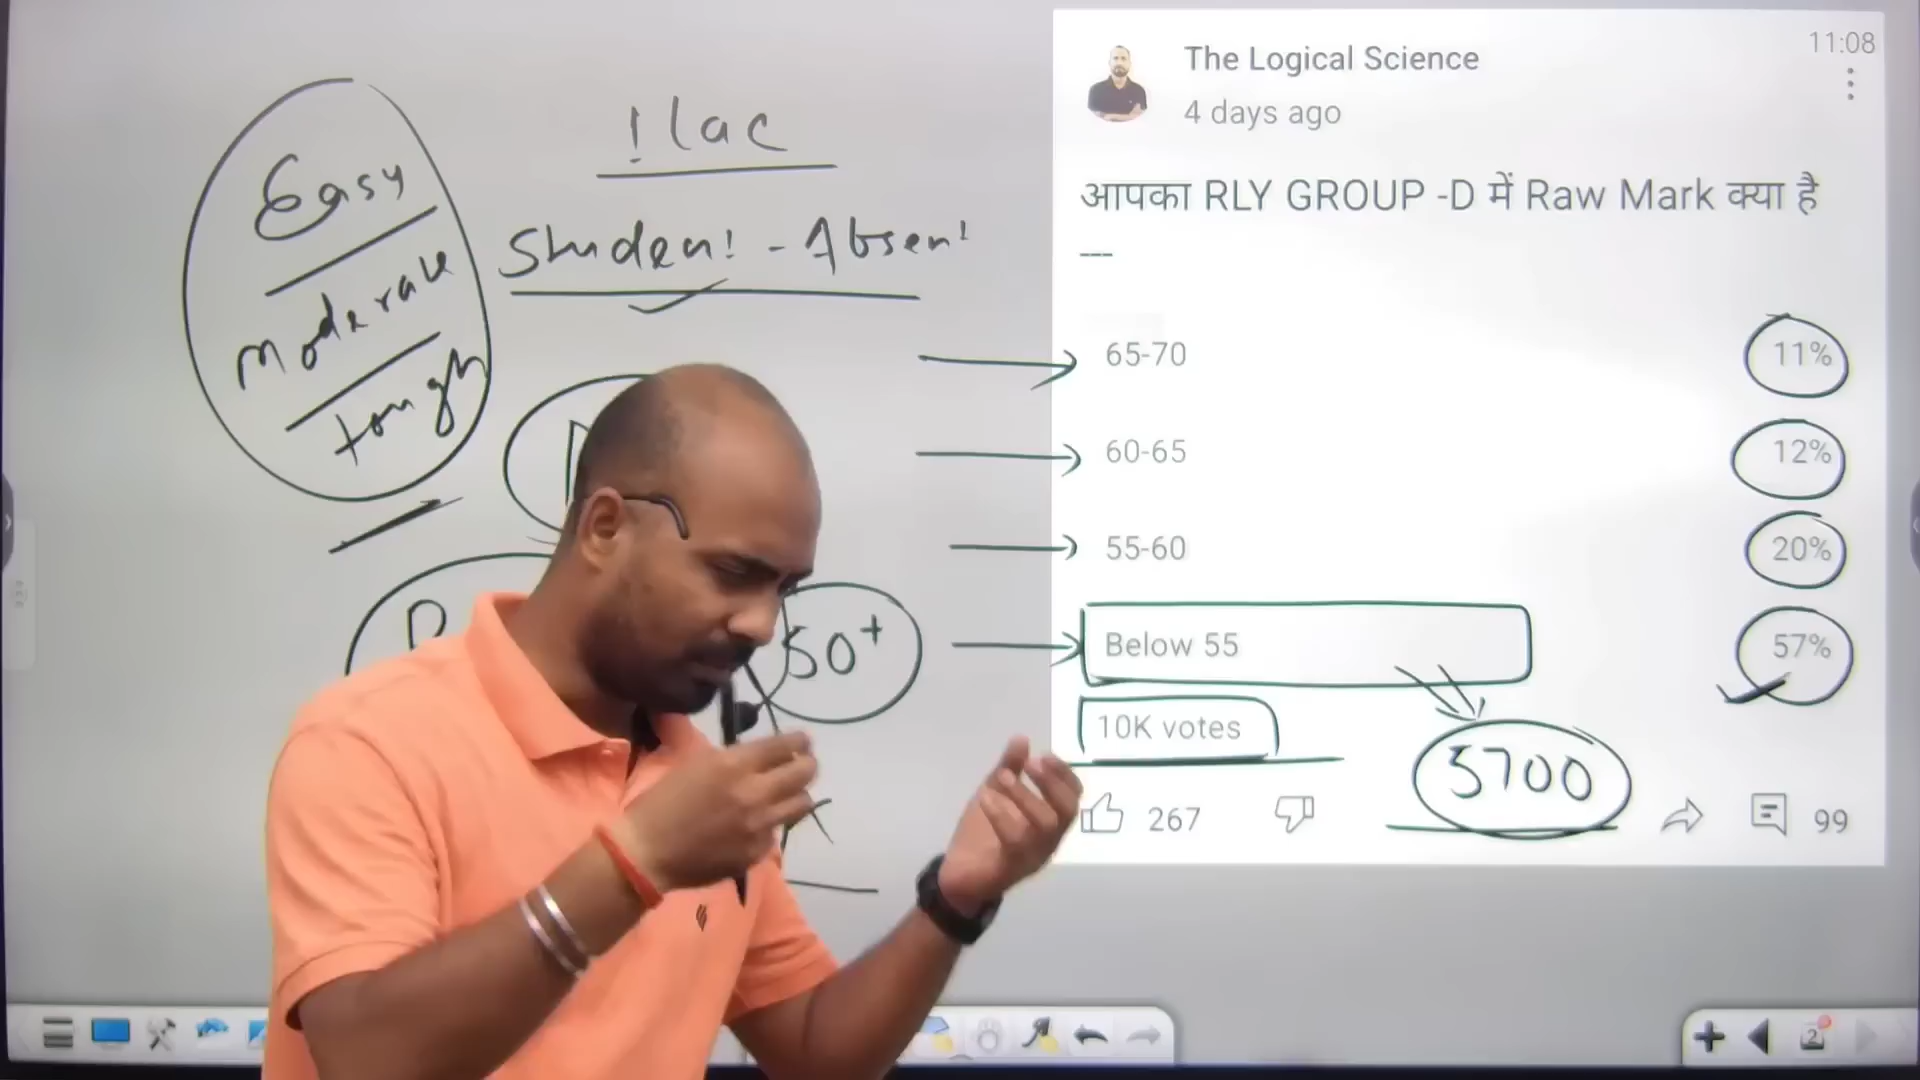 Easy
Moderate
tough
1 lac
Student - Absent
50+
11:08
The Logical Science
4 days ago
आपका RLY GROUP -D में Raw Mark क्या है
---
65-70 11%
60-65 12%
55-60 20%
Below 55 57%
10K votes
5700
267
99
2